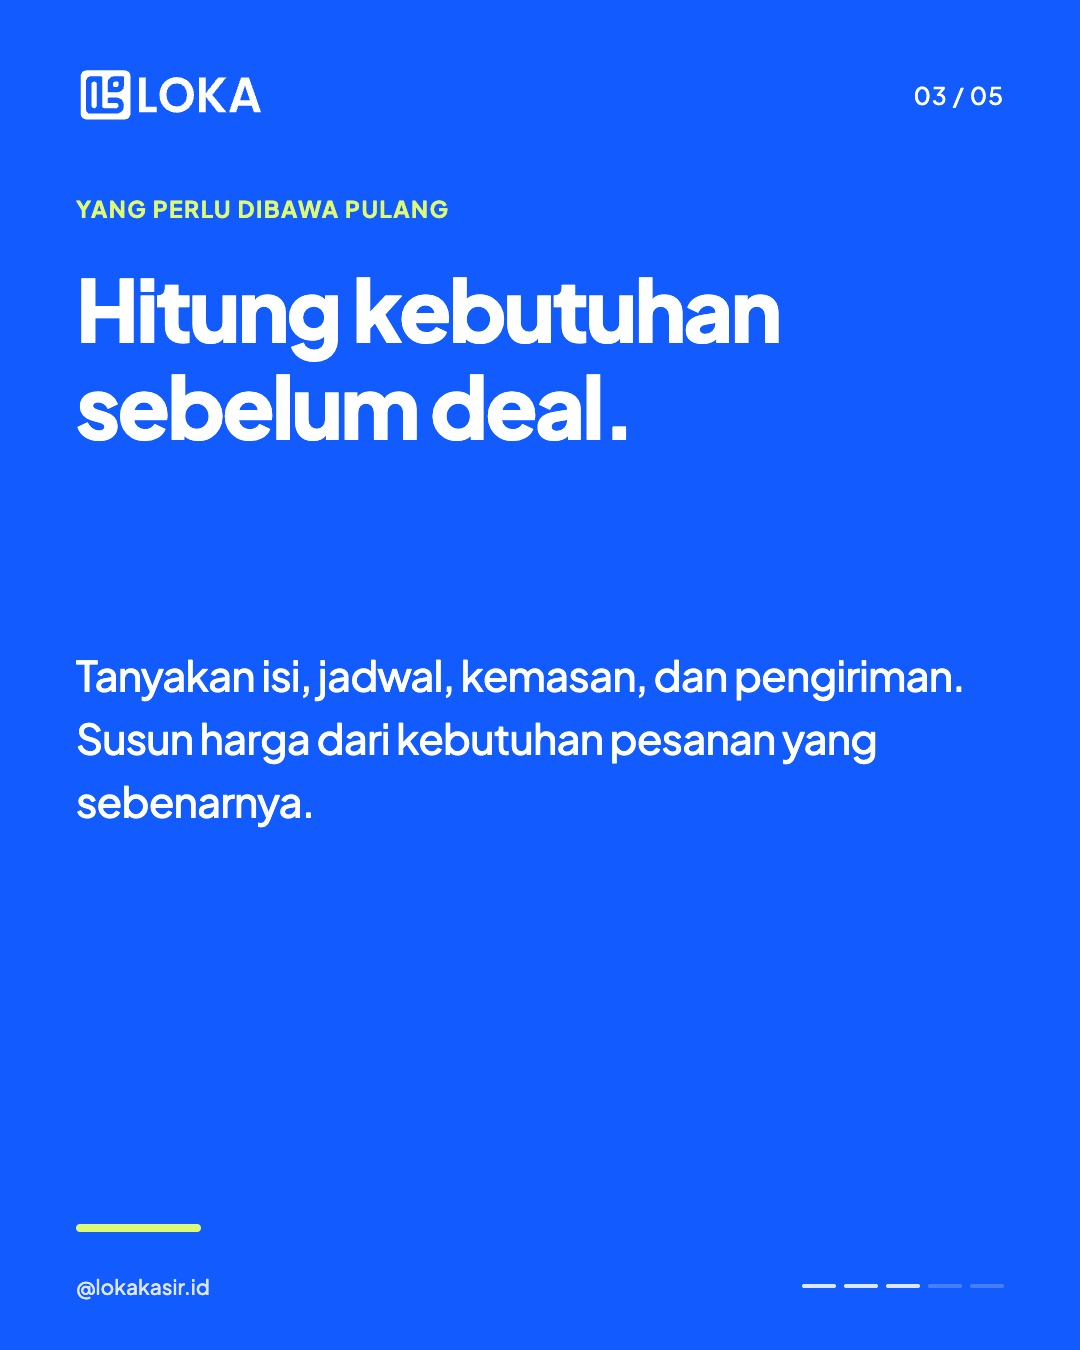 LOKA
03 / 05
YANG PERLU DIBAWA PULANG
Hitung kebutuhan
sebelum deal.
Tanyakan isi, jadwal, kemasan, dan pengiriman.
Susun harga dari kebutuhan pesanan yang
sebenarnya.
@lokakasir.id